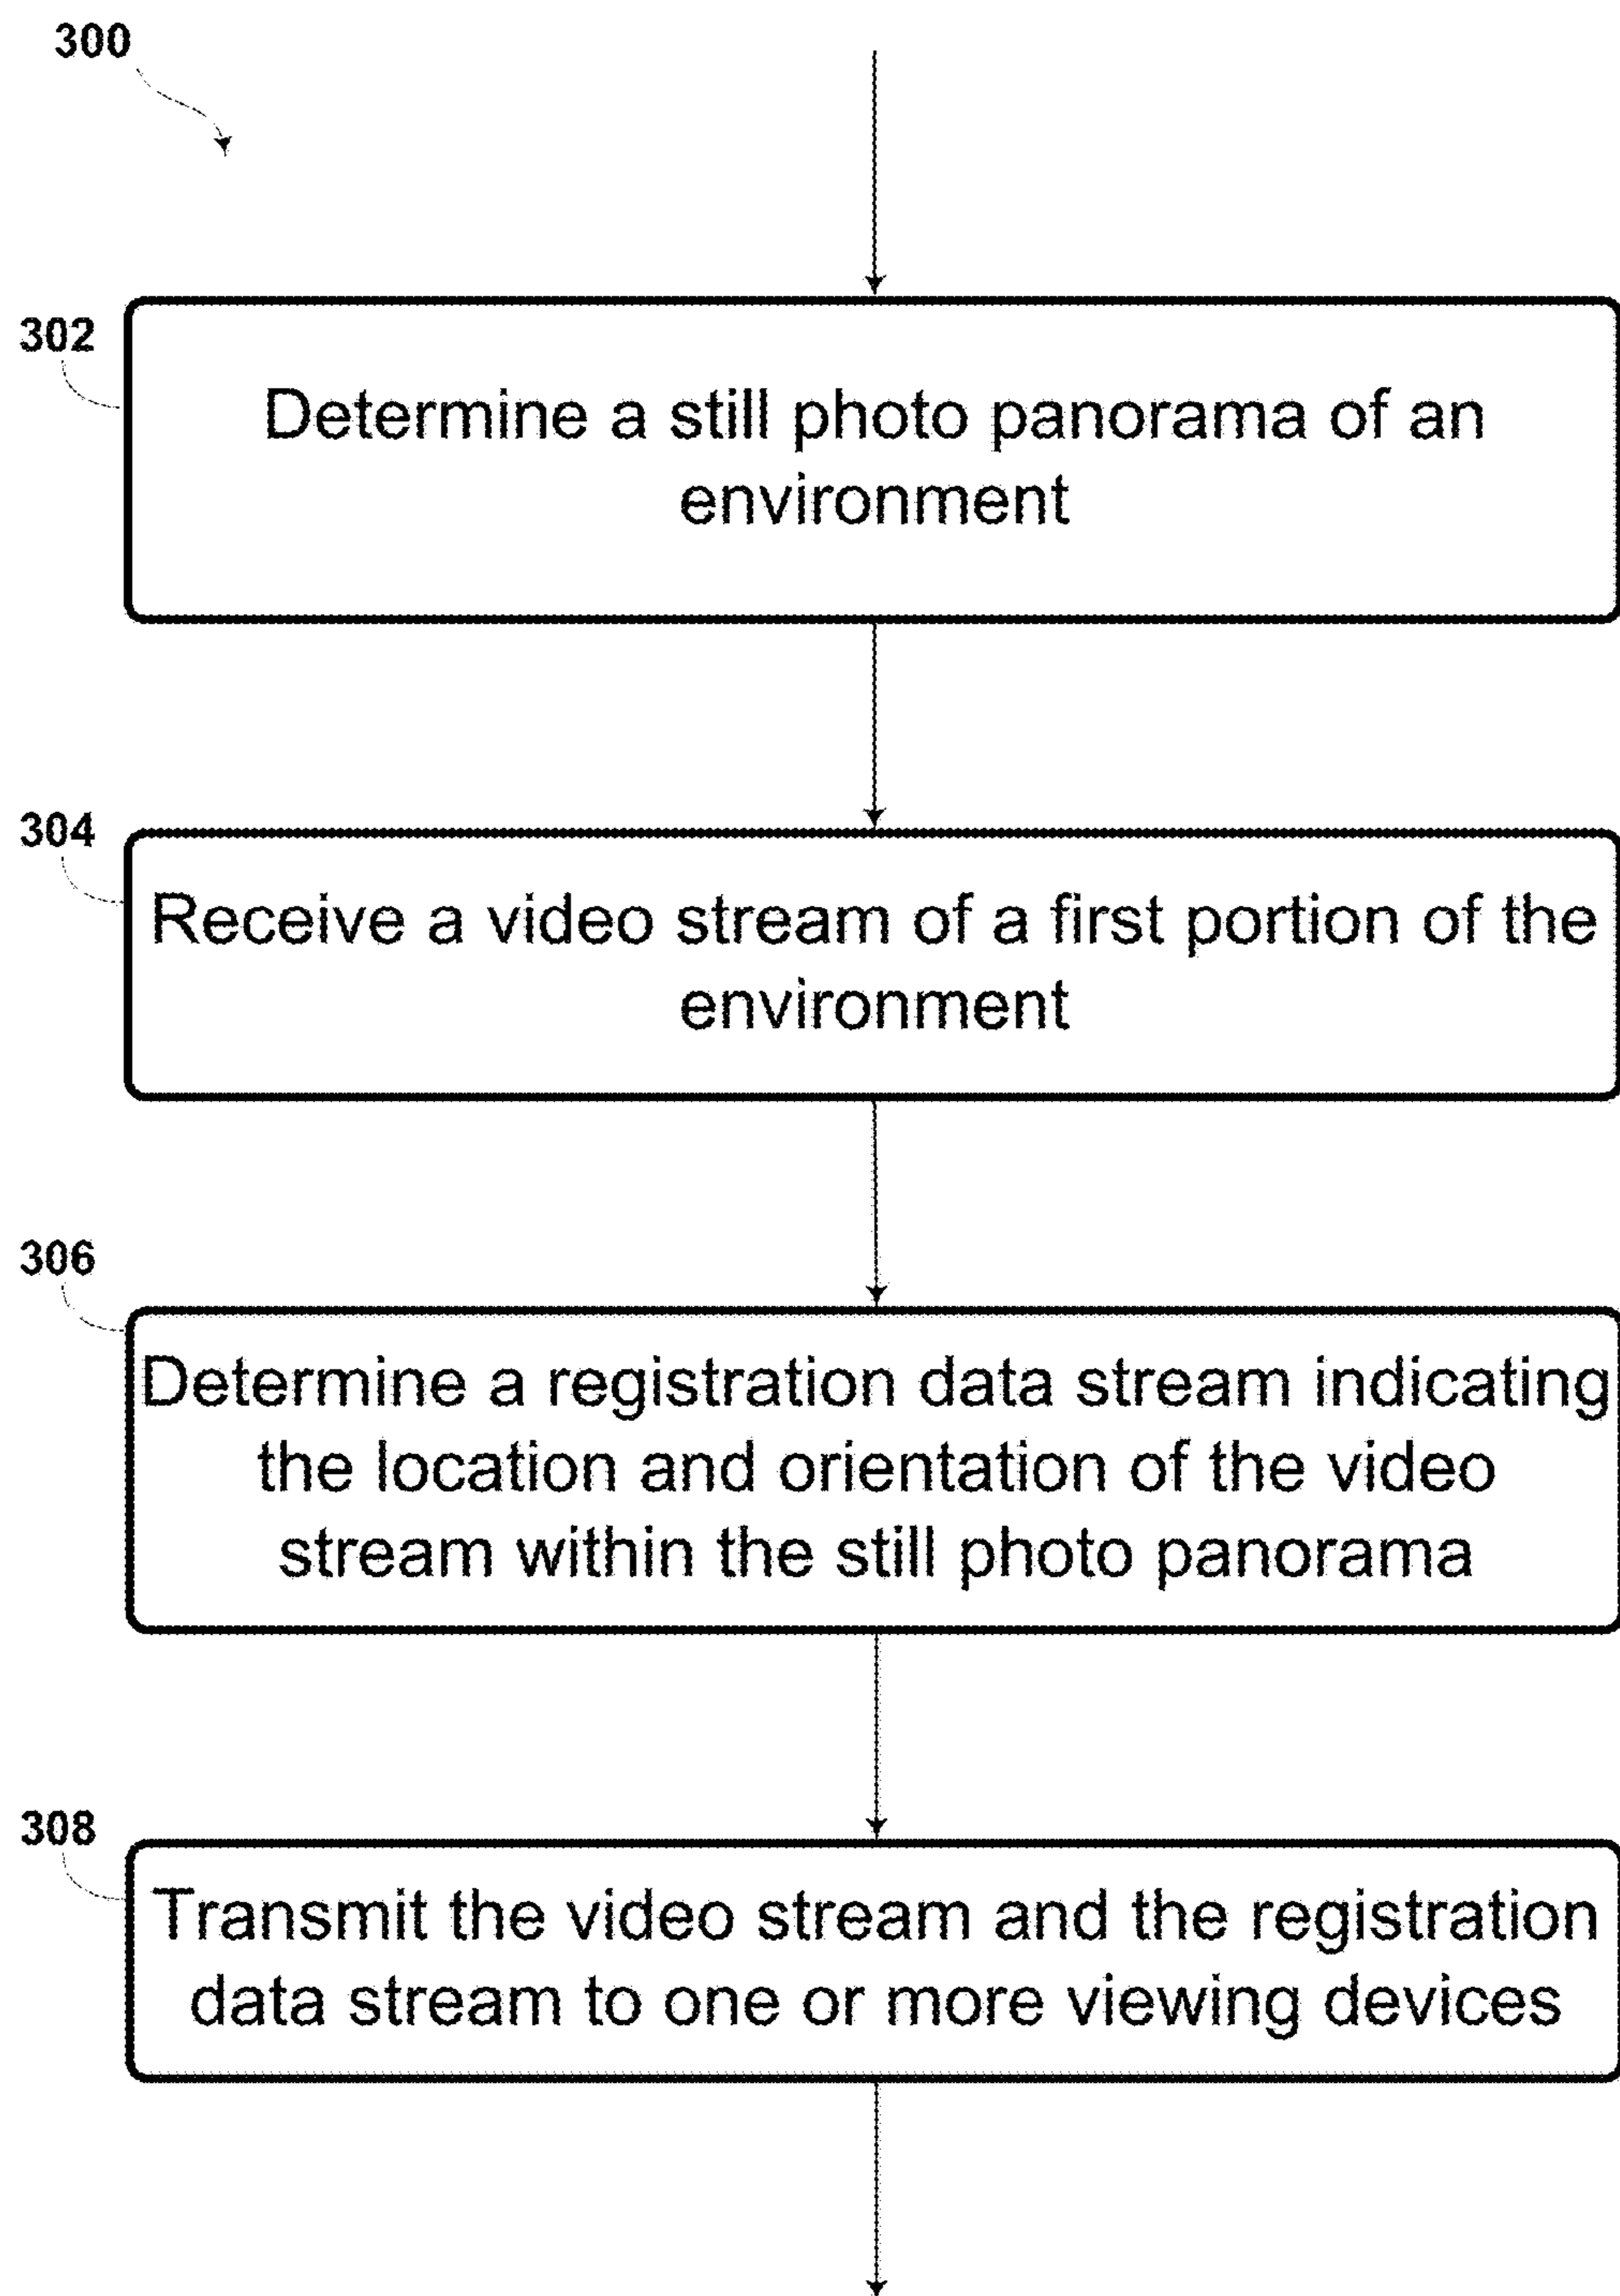 300
302
Determine a still photo panorama of an
environment
304
Receive a video stream of a first portion of the
environment
306
Determine a registration data stream indicating
the location and orientation of the video
stream within the still photo panorama
308
Transmit the video stream and the registration
data stream to one or more viewing devices